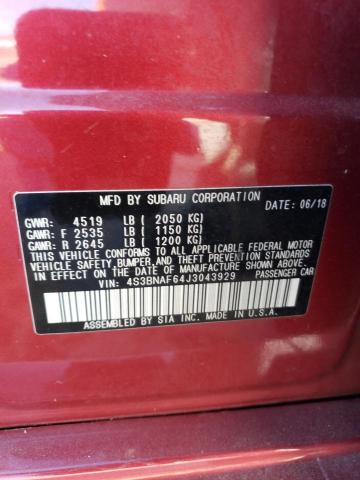 MFD BY SUBARU CORPORATION
DATE: 06/18
GVWR: 4519 LB ( 2050 KG)
GAWR: F 2535 LB ( 1150 KG)
GAWR: R 2645 LB ( 1200 KG)
THIS VEHICLE CONFORMS TO ALL APPLICABLE FEDERAL MOTOR
VEHICLE SAFETY, BUMPER, AND THEFT PREVENTION
STANDARDS IN EFFECT ON THE DATE OF MANUFACTURE SHOWN ABOVE.
VIN: 4S3BNAF64J3043929 PASSENGER CAR
ASSEMBLED BY SIA INC. MADE IN U.S.A.